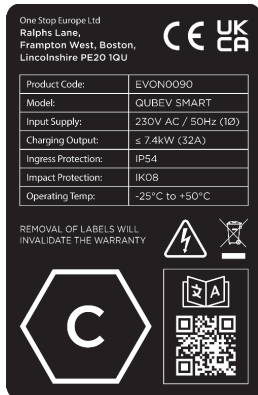 One Stop Europe Ltd
Ralphs Lane,
Frampton West, Boston,
Lincolnshire PE20 1QU
CE UK CA
Product Code: EVON0090
Model: QUBEV SMART
Input Supply: 230V AC / 50Hz (1Ø)
Charging Output: ≤ 7.4kW (32A)
Ingress Protection: IP54
Impact Protection: IK08
Operating Temp: -25°C to +50°C
REMOVAL OF LABELS WILL
INVALIDATE THE WARRANTY
A
C